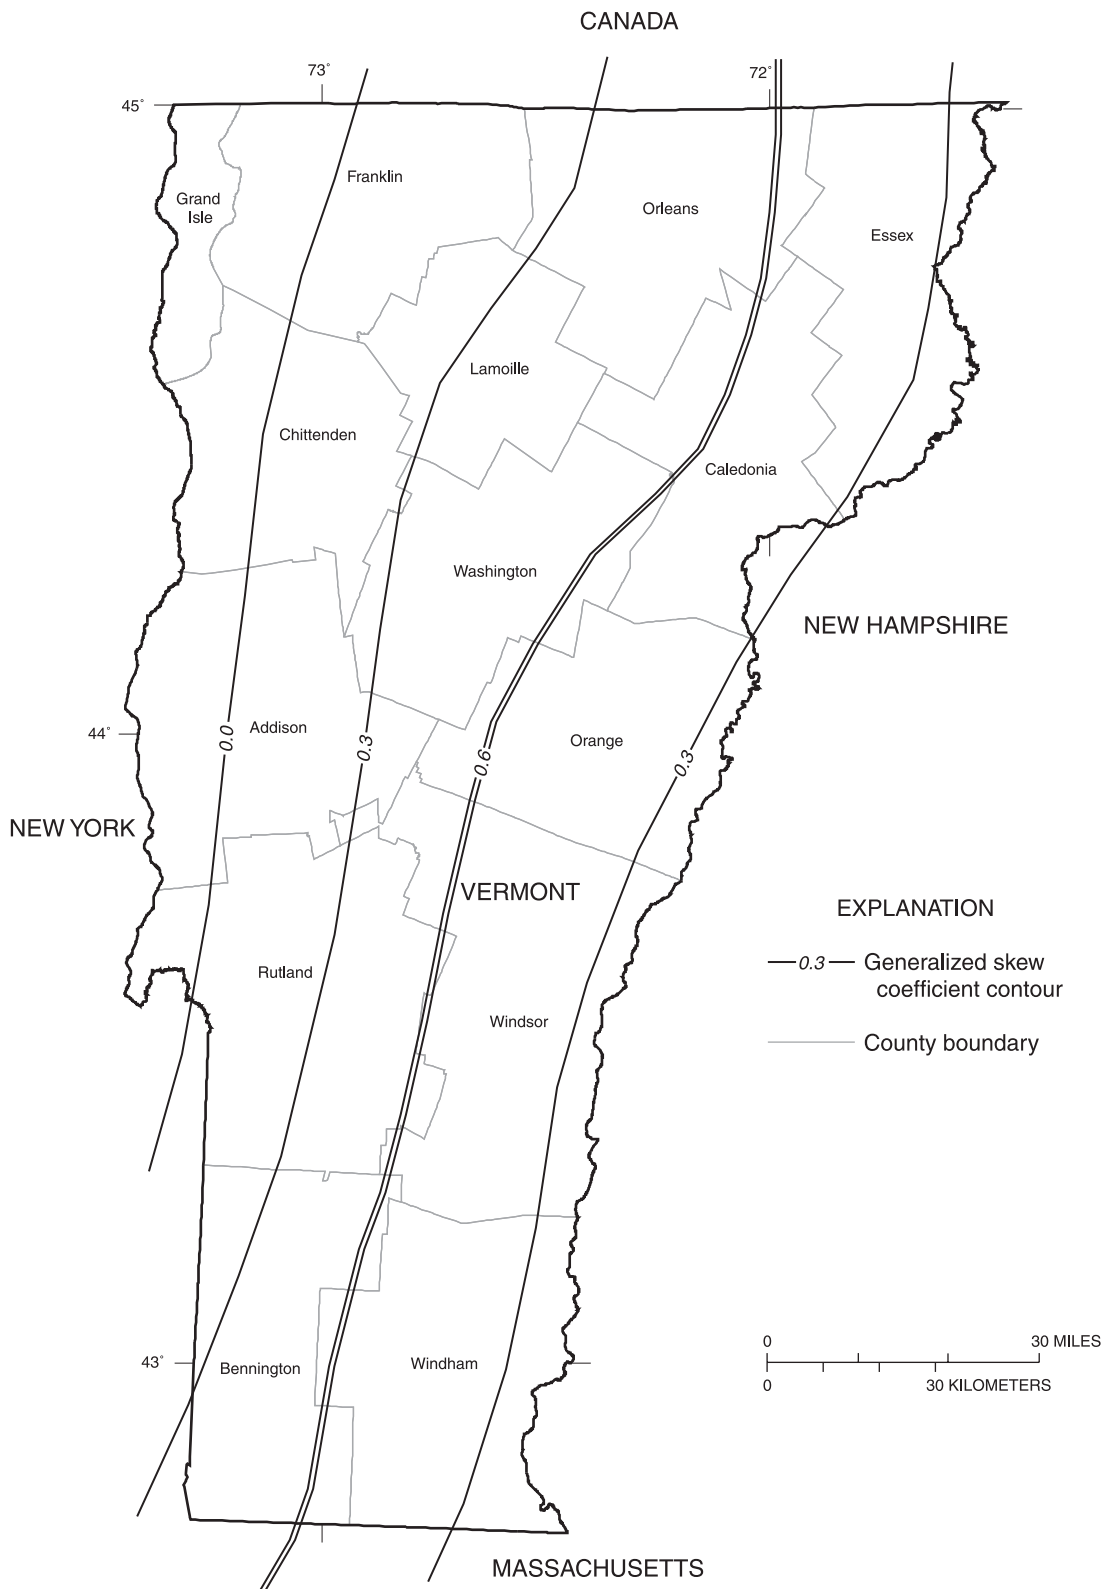 CANADA
73°
72°
45°
Franklin
Grand
Isle
Orleans
Essex
Lamoille
Chittenden
Caledonia
Washington
NEW HAMPSHIRE
44°
0.0
Addison
0.3
0.6
Orange
0.3
NEW YORK
VERMONT
EXPLANATION
0.3 Generalized skew
coefficient contour
County boundary
Rutland
Windsor
43°
Bennington
Windham
0 30 MILES
0 30 KILOMETERS
MASSACHUSETTS